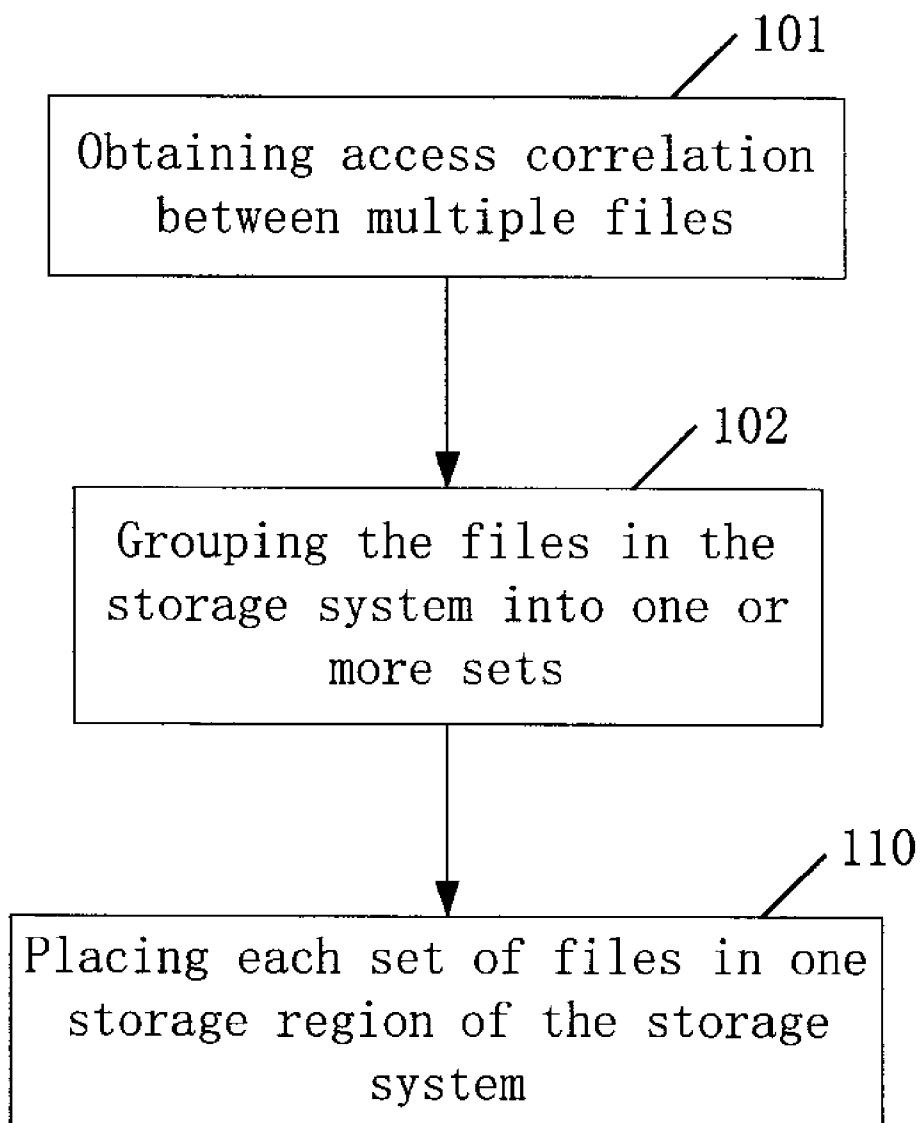 101
Obtaining access correlation
between multiple files
102
Grouping the files in the
storage system into one or
more sets
110
Placing each set of files in one
storage region of the storage
system